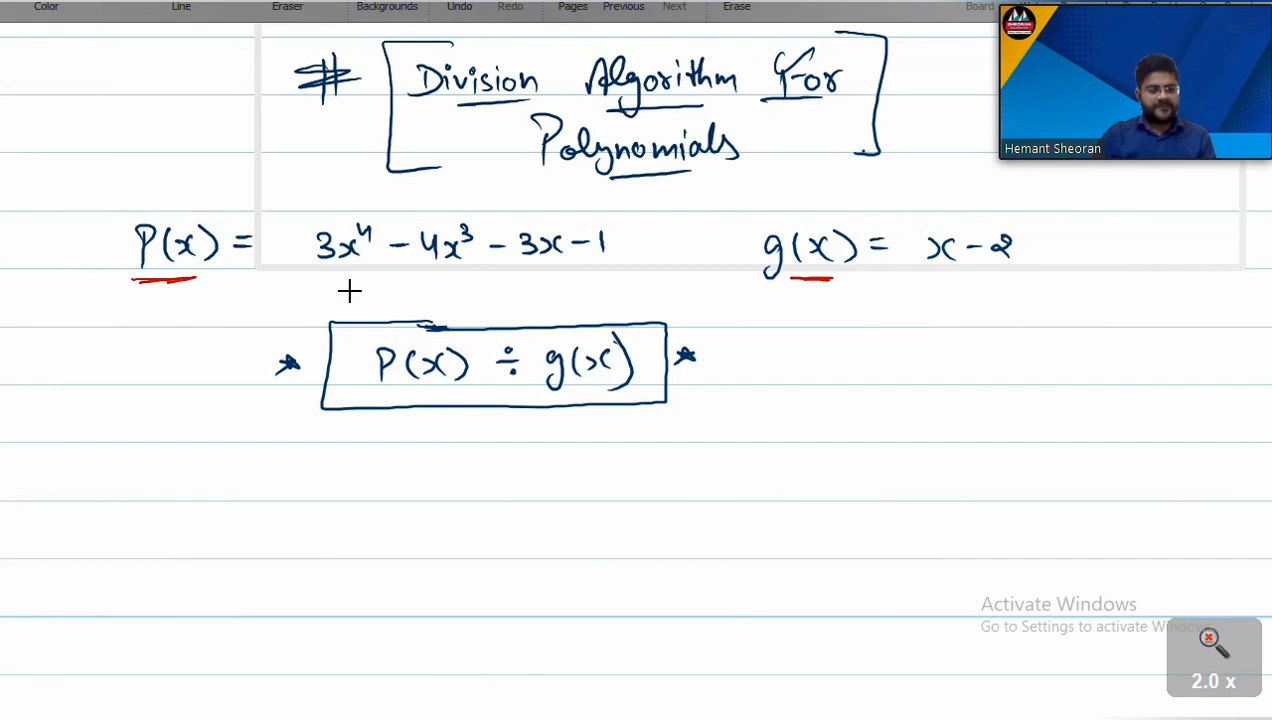 Color Line Eraser Backgrounds Undo Redo Pages Previous Next Erase Board
# [Division Algorithm For
Polynomials]
P(x) = 3x⁴ - 4x³ - 3x - 1 g(x) = x - 2
* P(x) ÷ g(x) *
Hemant Sheoran
Activate Windows
Go to Settings to activate Windows.
2.0 x